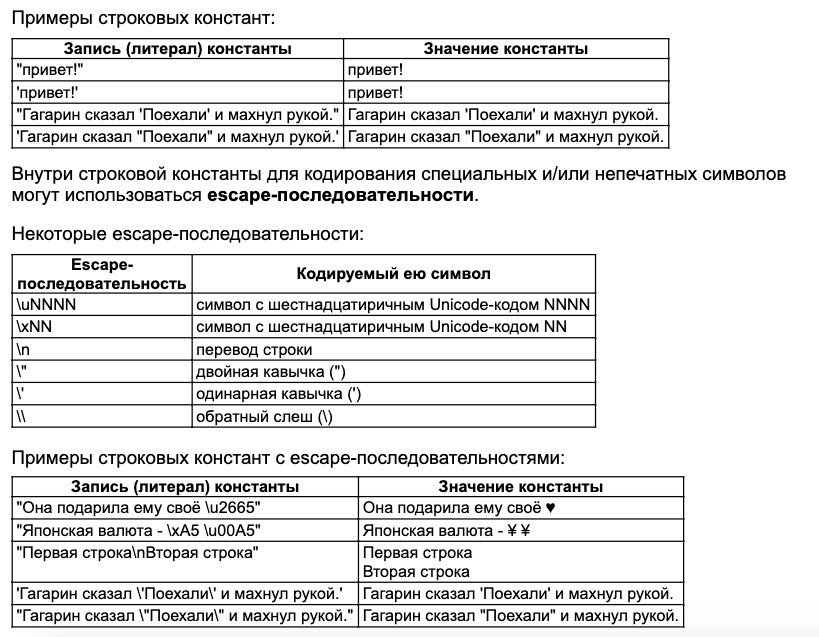 Примеры строковых констант:
Запись (литерал) константы Значение константы
"привет!" привет!
'привет!' привет!
"Гагарин сказал 'Поехали' и махнул рукой." Гагарин сказал 'Поехали' и махнул рукой.
'Гагарин сказал "Поехали" и махнул рукой.' Гагарин сказал "Поехали" и махнул рукой.
Внутри строковой константы для кодирования специальных и/или непечатных символов
могут использоваться escape-последовательности.
Некоторые escape-последовательности:
Escape-
последовательность Кодируемый ею символ
\uNNNN символ с шестнадцатиричным Unicode-кодом NNNN
\xNN символ с шестнадцатиричным Unicode-кодом NN
\n перевод строки
\" двойная кавычка (")
\' одинарная кавычка (')
\\ обратный слеш (\)
Примеры строковых констант с escape-последовательностями:
Запись (литерал) константы Значение константы
"Она подарила ему своё \u2665" Она подарила ему своё ♥
"Японская валюта - \xA5 \u00A5" Японская валюта - ¥ ¥
"Первая строка\nВторая строка" Первая строка
Вторая строка
'Гагарин сказал \'Поехали\' и махнул рукой.' Гагарин сказал 'Поехали' и махнул рукой.
"Гагарин сказал \"Поехали\" и махнул рукой." Гагарин сказал "Поехали" и махнул рукой.